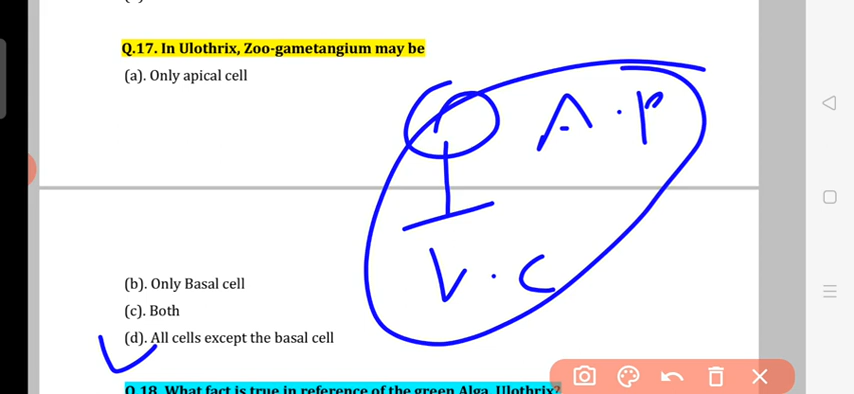 Q.17. In Ulothrix, Zoo-gametangium may be
(a). Only apical cell
A.P
V.C
(b). Only Basal cell
(c). Both
(d). All cells except the basal cell
Q.18. What fact is true in reference of the green Alga, Ulothrix?